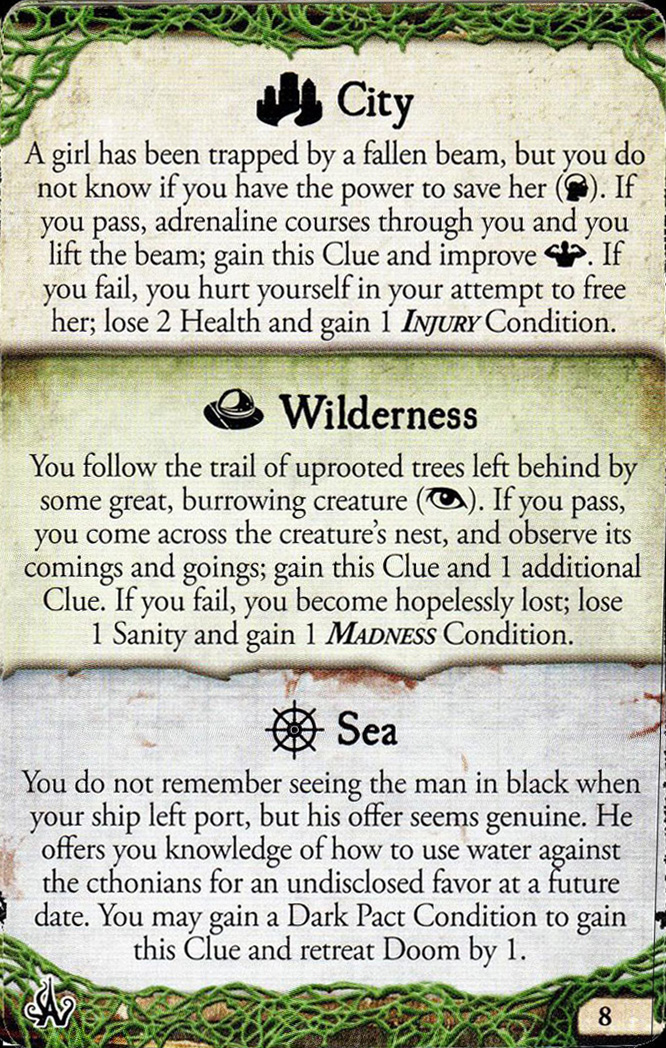 City
A girl has been trapped by a fallen beam, but you do
not know if you have the power to save her (). If
you pass, adrenaline courses through you and you
lift the beam; gain this Clue and improve . If
you fail, you hurt yourself in your attempt to free
her; lose 2 Health and gain 1 INJURY Condition.
Wilderness
You follow the trail of uprooted trees left behind by
some great, burrowing creature (). If you pass,
you come across the creature's nest, and observe its
comings and goings; gain this Clue and 1 additional
Clue. If you fail, you become hopelessly lost; lose
1 Sanity and gain 1 MADNESS Condition.
Sea
You do not remember seeing the man in black when
your ship left port, but his offer seems genuine. He
offers you knowledge of how to use water against
the cthonians for an undisclosed favor at a future
date. You may gain a Dark Pact Condition to gain
this Clue and retreat Doom by 1.
8